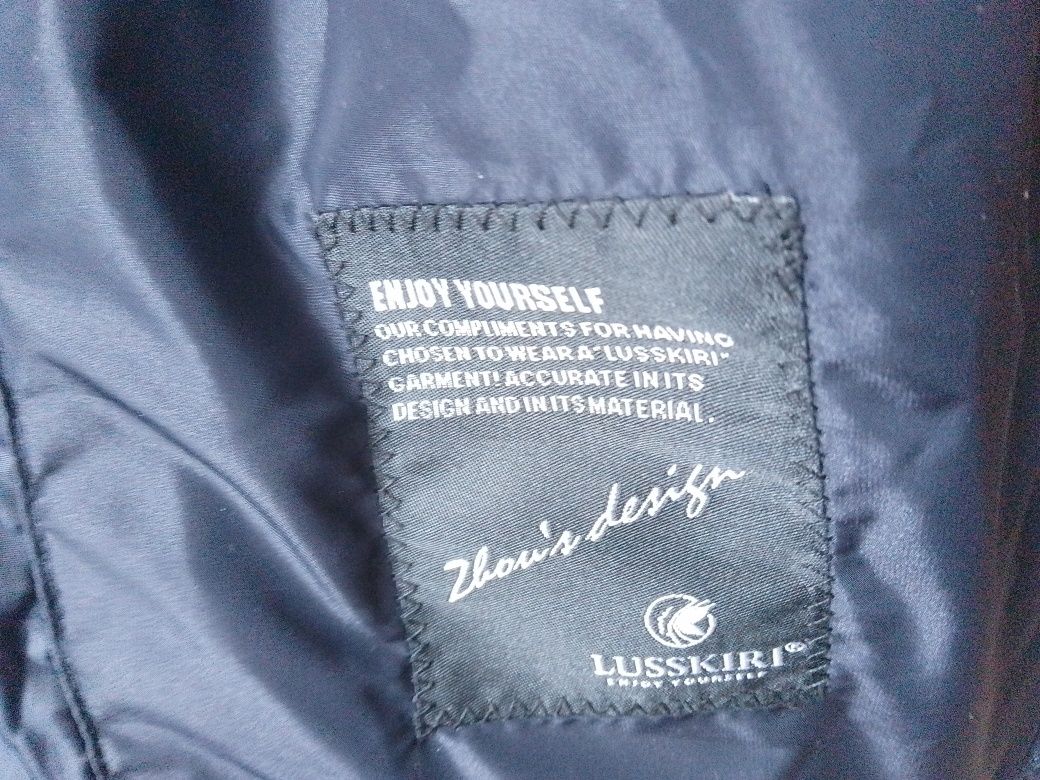 ENJOY YOURSELF
OUR COMPLIMENTS FOR HAVING
CHOSEN TO WEAR A "LUSSKIRI"
GARMENT! ACCURATE IN ITS
DESIGN AND IN ITS MATERIAL.
Zhou's design
LUSSKIRI®
ENJOY YOURSELF